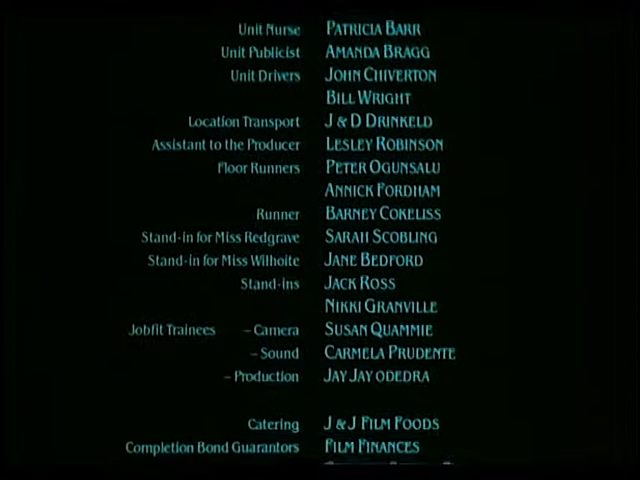 Unit Nurse PATRICIA BARR
Unit Publicist AMANDA BRAGG
Unit Drivers JOHN CHIVERTON
BILL WRIGHT
Location Transport J & D DRINKELD
Assistant to the Producer LESLEY ROBINSON
Floor Runners PETER OGUNSALU
ANNICK FORDHAM
Runner BARNEY COKELISS
Stand-in for Miss Redgrave SARAH SCOBLING
Stand-in for Miss Wilhoite JANE BEDFORD
Stand-ins JACK ROSS
NIKKI GRANVILLE
Jobfit Trainees – Camera SUSAN QUAMMIE
– Sound CARMELA PRUDENTE
– Production JAY JAY ODEDRA
Catering J & J FILM FOODS
Completion Bond Guarantors FILM FINANCES